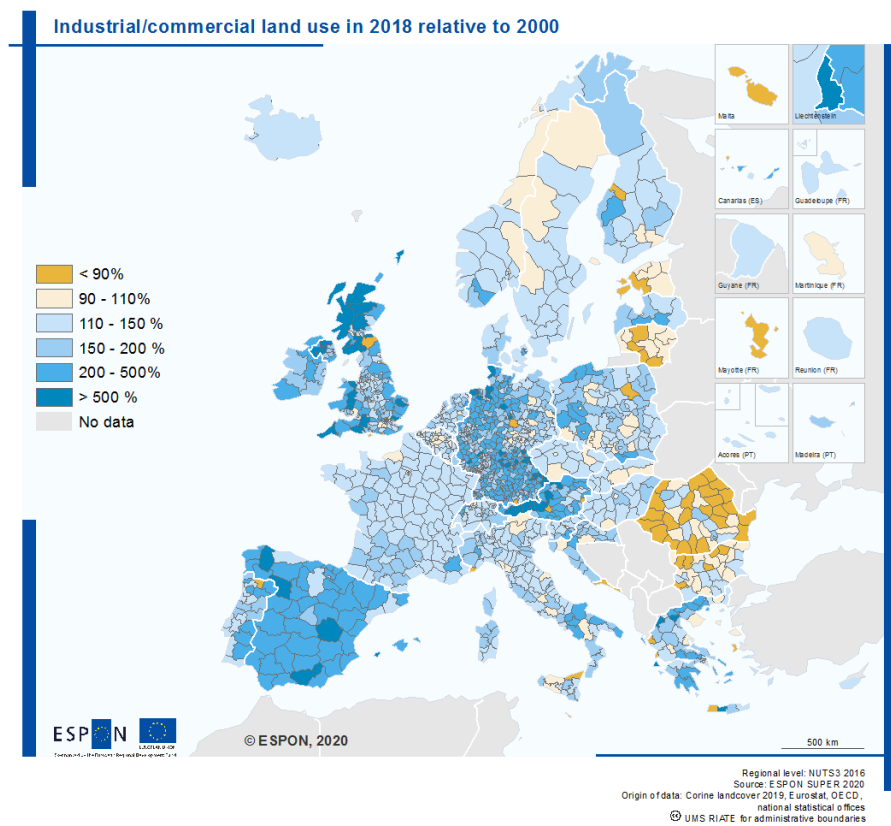 Industrial/commercial land use in 2018 relative to 2000
Malta
Liechtenstein
Canarias (ES)
Guadeloupe (FR)
Guyane (FR)
Martinique (FR)
Mayotte (FR)
Reunion (FR)
Acores (PT)
Madeira (PT)
< 90%
90 - 110%
110 - 150 %
150 - 200 %
200 - 500%
> 500 %
No data
ESPON
© ESPON, 2020
500 km
Regional level: NUTS3 2016
Source: ESPON SUPER 2020
Origin of data: Corine landcover 2019, Eurostat, OECD,
national statistical offices
UMS RIATE for administrative boundaries